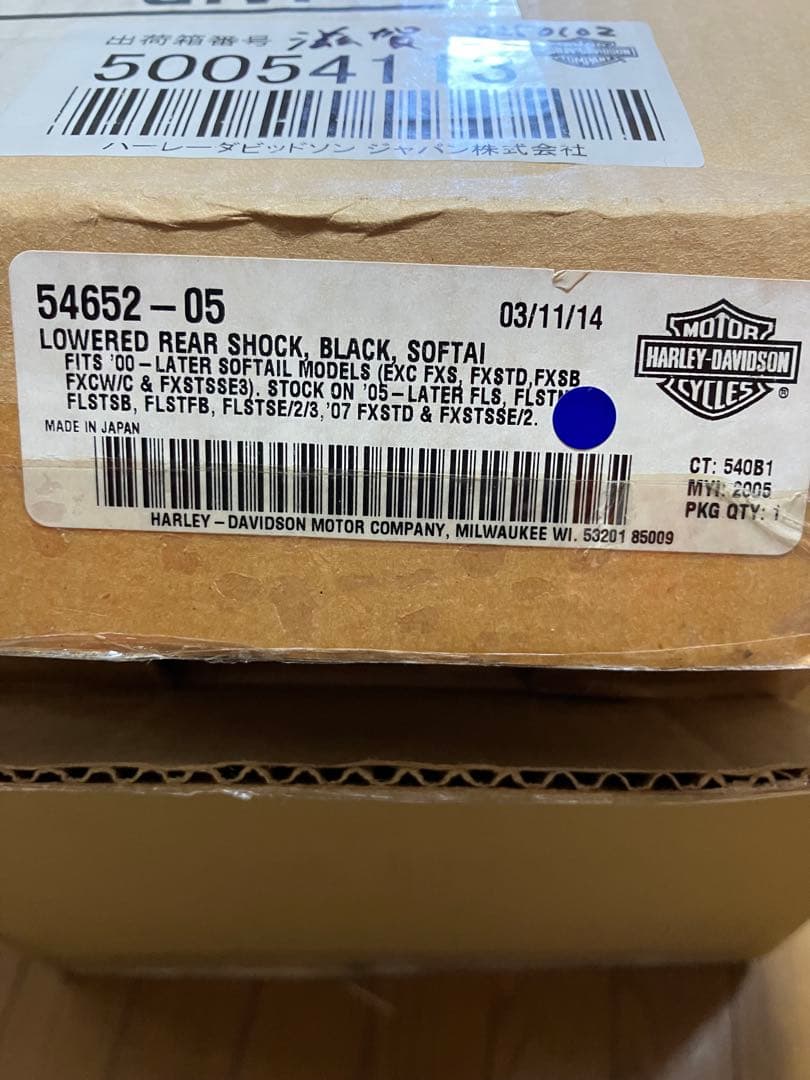 出荷箱番号 滋賀
50054113
ハーレーダビッドソン ジャパン株式会社
54652-05
03/11/14
LOWERED REAR SHOCK, BLACK, SOFTAI
FITS '00-LATER SOFTAIL MODELS (EXC FXS, FXSTD,FXSB
FXCW/C & FXSTSSE3). STOCK ON '05-LATER FLS,
FLSTSB, FLSTFB, FLSTSE/2/3,'07 FXSTD & FXSTSSE/2.
MADE IN JAPAN
MOTOR
HARLEY-DAVIDSON
CYCLES ®
CT: 540B1
MYI: 2005
PKG QTY: 1
HARLEY-DAVIDSON MOTOR COMPANY, MILWAUKEE WI. 53201 85009